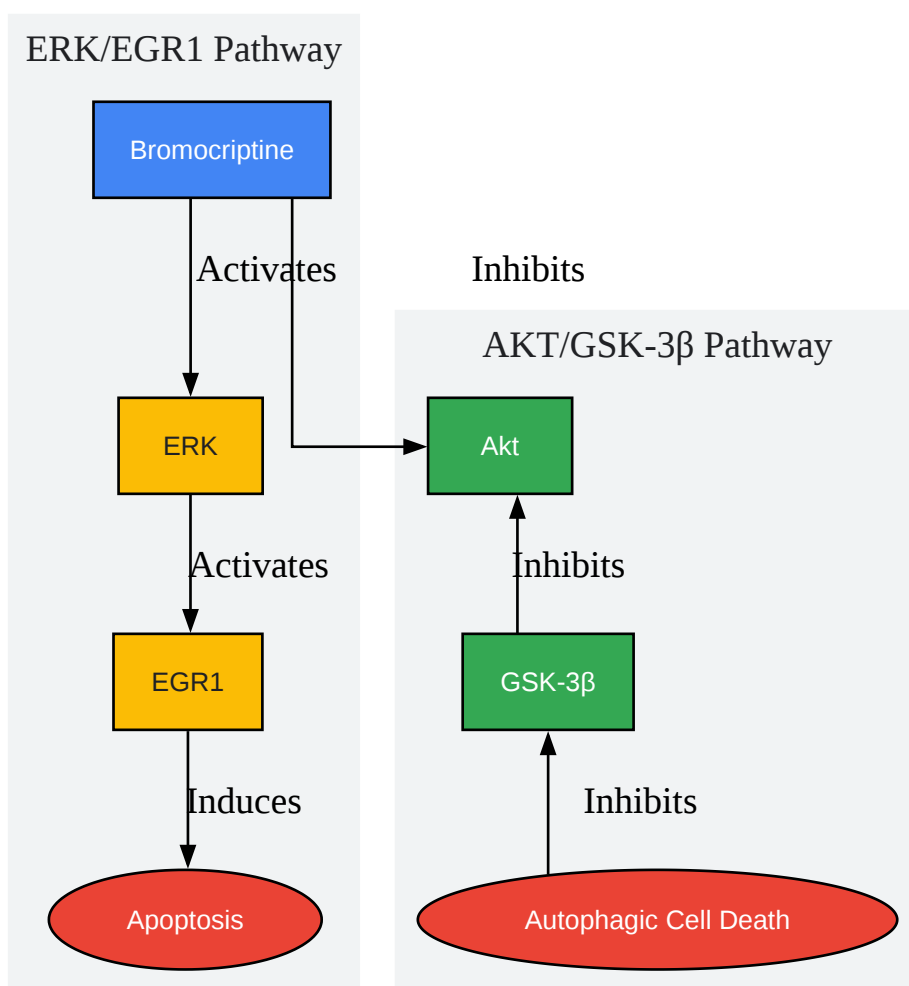 ERK/EGR1 Pathway
Bromocriptine
Activates
Inhibits
AKT/GSK-3β Pathway
ERK
Akt
Activates
Inhibits
EGR1
GSK-3β
Induces
Inhibits
Apoptosis
Autophagic Cell Death